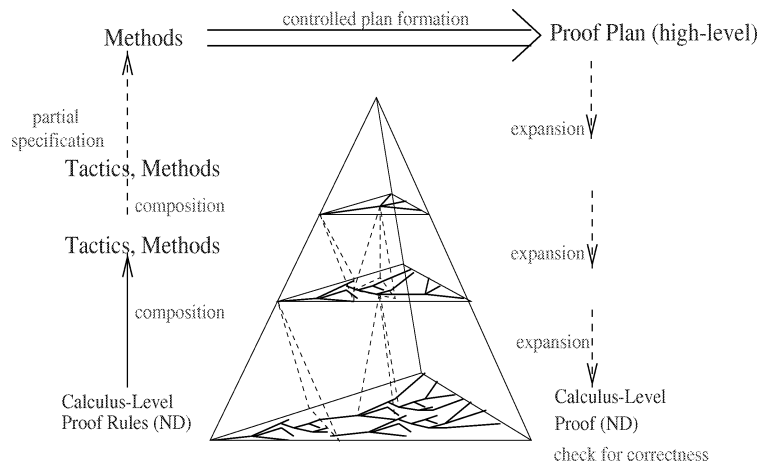 controlled plan formation
Methods
Proof Plan (high-level)
partial
specification
expansion
Tactics, Methods
composition
Tactics, Methods
expansion
composition
expansion
Calculus-Level
Proof Rules (ND)
Calculus-Level
Proof (ND)
check for correctness